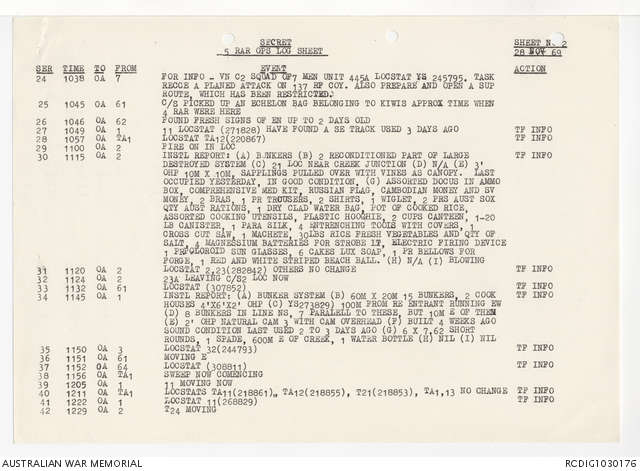 SECRET SHEET N. 2
5 RAR OPS LOG SHEET 28 NOV 69
SER TIME TO FROM EVENT ACTION
24 1038 OA 7 FOR INFO - VN C2 SQUAD OF7 MEN UNIT 445A LOCSTAT YS 245795. TASK
RECOE A PLANED ATTACK ON 137 RF COY. ALSO PREPARE AND OPEN A SUP
ROUTE, WHICH HAS BEEN RESTRICTED.
25 1045 OA 61 C/S PICKED UP AN ECHELON BAG BELONGING TO KIWIS APPROX TIME WHEN
4 RAR WERE HERE
26 1046 OA 62 FOUND FRESH SIGNS OF EN UP TO 2 DAYS OLD
27 1049 OA 1 11 LOCSTAT (271828) HAVE FOUND A SE TRACK USED 3 DAYS AGO TF INFO
28 1057 OA TA1 LOCSTAT TA12(220867) TF INFO
29 1100 OA 2 FIRE ON IN LOC
30 1115 OA 2 INSTL REPORT: (A) BUNKERS (B) 2 RECONDITIONED PART OF LARGE TF INFO
DESTROYED SYSTEM (C) 21 LOC NEAR CREEK JUNCTION (D) N/A (E) 3'
OHP 10M X 10M, SAPPLINGS PULLED OVER WITH VINES AS CANOPY. LAST
OCCUPIED YESTERDAY, IN GOOD CONDITION, (G) ASSORTED DOCUS IN AMMO
BOX, COMPREHENSIVE MED KIT, RUSSIAN FLAG, CAMBODIAN MONEY AND SV
MONEY, 2 BRAS, 1 PR TROUSERS, 2 SHIRTS, 1 WIGLET, 2 PRS AUST SOX
QTY AUST RATIONS, 1 DRY CLAD WATER BAG, POT OF COOKED RICE,
ASSORTED COOKING UTENSILS, PLASTIC HOOCHIE, 2 CUPS CANTEEN, 1-20
LB CANISTER, 1 PARA SILK, 4 ENTRENCHING TOOLS WITH COVERS, 1
CROSS CUT SAW, 1 MACHETE, 30LBS RICE FRESH VEGETABLES AND QTY OF
SALT, 4 MAGNESIUM BATTERIES FOR STROBE LT, ELECTRIC FIRING DEVICE
1 PR POLOROID SUN GLASSES, 6 CAKES LUX SOAP, 1 PR BELLOWS FOR
FORGE, 1 RED AND WHITE STRIPED BEACH BALL. (H) N/A (I) BLOWING
31 1120 OA 2 LOCSTAT 2,23(282842) OTHERS NO CHANGE TF INFO
32 1124 OA 2 23A LEAVING C/S2 LOC NOW
33 1132 OA 61 LOCSTAT (307852) TF INFO
34 1145 OA 1 INSTL REPORT: (A) BUNKER SYSTEM (B) 60M X 20M 15 BUNKERS, 2 COOK TF INFO
HOUSES 4'X6'X2' OHP (C) YS273829) 100M FROM RE ENTRANT RUNNING EW
(D) 8 BUNKERS IN LINE NS, 7 PARALELL TO THESE, BUT 10M E OF THEM
(E) 2' OHP NATURAL CAM 3 WITH CAM OVERHEAD (F) BUILT 4 WEEKS AGO
SOUND CONDITION LAST USED 2 TO 3 DAYS AGO (G) 6 X 7,62 SHORT
ROUNDS, 1 SPADE, 600M E OF CREEK, 1 WATER BOTTLE (H) NIL (I) NIL
35 1150 OA 3 LOCSTAT 32(244793) TF INFO
36 1151 OA 61 MOVING E
37 1152 OA 64 LOCSTAT (308811) TF INFO
38 1156 OA TA1 SWEEP NOW COMENCING
39 1205 OA 1 11 MOVING NOW
40 1211 OA TA1 LOCSTATS TA11(218861), TA12(218855), T21(218853), TA1,13 NO CHANGE TF INFO
41 1222 OA 1 LOCSTAT 11(268829) TF INFO
42 1229 OA 2 T24 MOVING
AUSTRALIAN WAR MEMORIAL RCDIG1030176